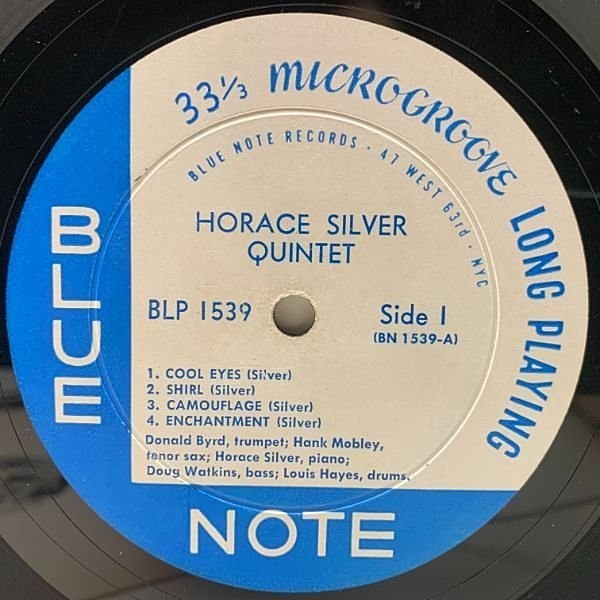 33⅓ MICROGROOVE LONG PLAYING
BLUE NOTE RECORDS · 47 WEST 63rd · NYC
HORACE SILVER
QUINTET
BLP 1539
Side 1
(BN 1539-A)
1. COOL EYES (Silver)
2. SHIRL (Silver)
3. CAMOUFLAGE (Silver)
4. ENCHANTMENT (Silver)
Donald Byrd, trumpet; Hank Mobley,
tenor sax; Horace Silver, piano;
Doug Watkins, bass; Louis Hayes, drums.
BLUE
NOTE